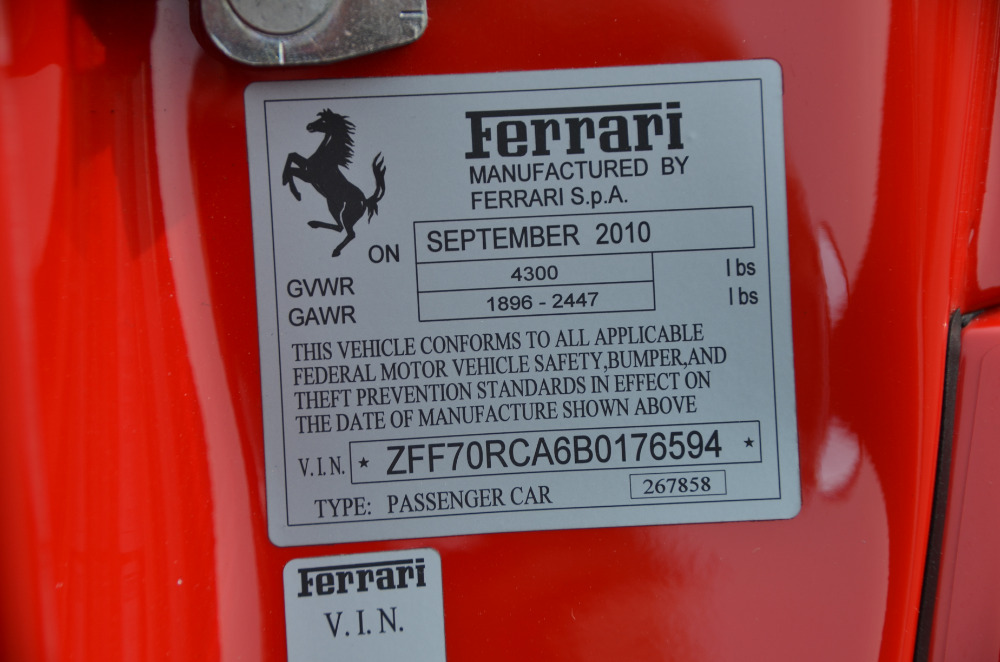 Ferrari
MANUFACTURED BY
FERRARI S.p.A.
ON SEPTEMBER 2010
GVWR 4300 lbs
GAWR 1896 - 2447 lbs
THIS VEHICLE CONFORMS TO ALL APPLICABLE
FEDERAL MOTOR VEHICLE SAFETY,BUMPER,AND
THEFT PREVENTION STANDARDS IN EFFECT ON
THE DATE OF MANUFACTURE SHOWN ABOVE
V.I.N. * ZFF70RCA6B0176594 *
TYPE: PASSENGER CAR 267858
Ferrari
V.I.N.